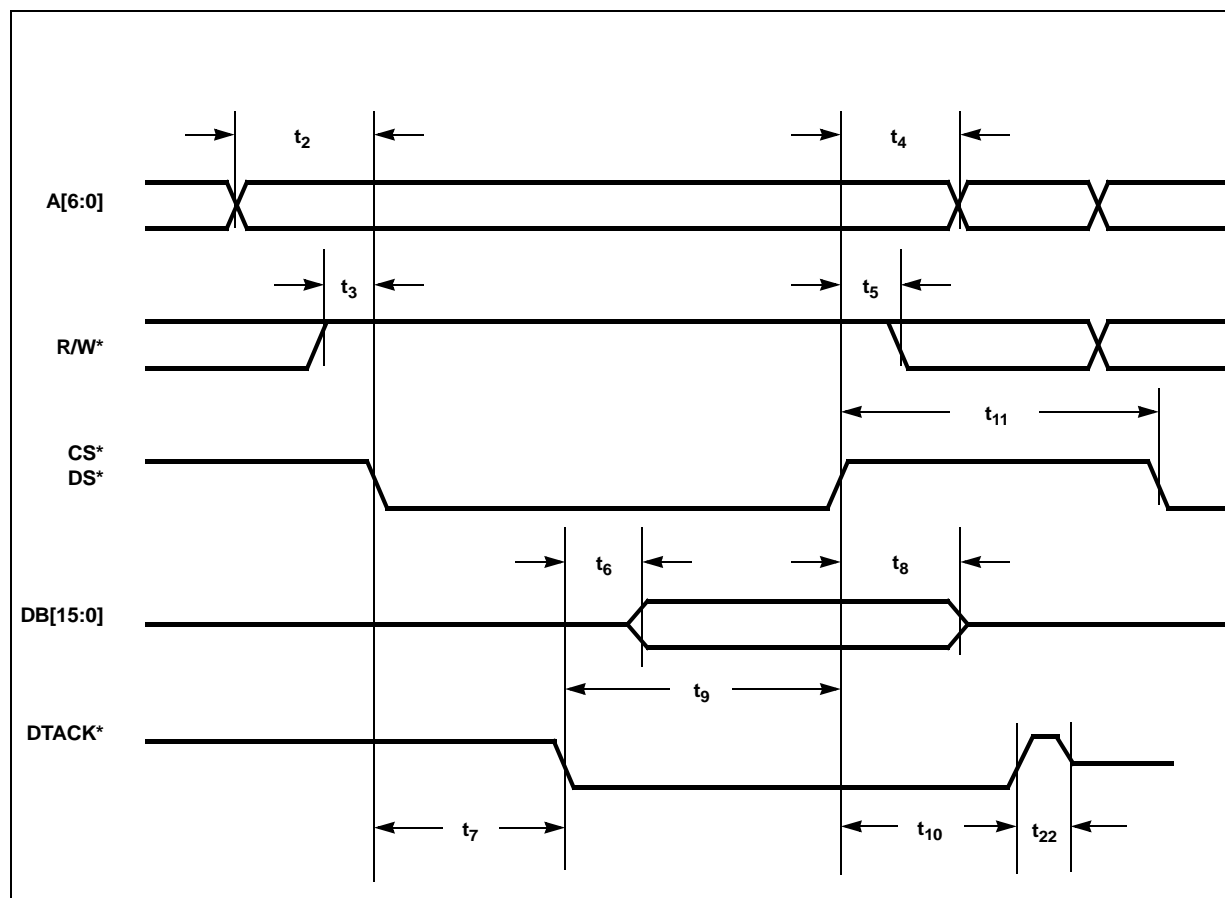 t2
t4
A[6:0]
t3
t5
R/W*
t11
CS*
DS*
t6
t8
DB[15:0]
t9
DTACK*
t7
t10
t22